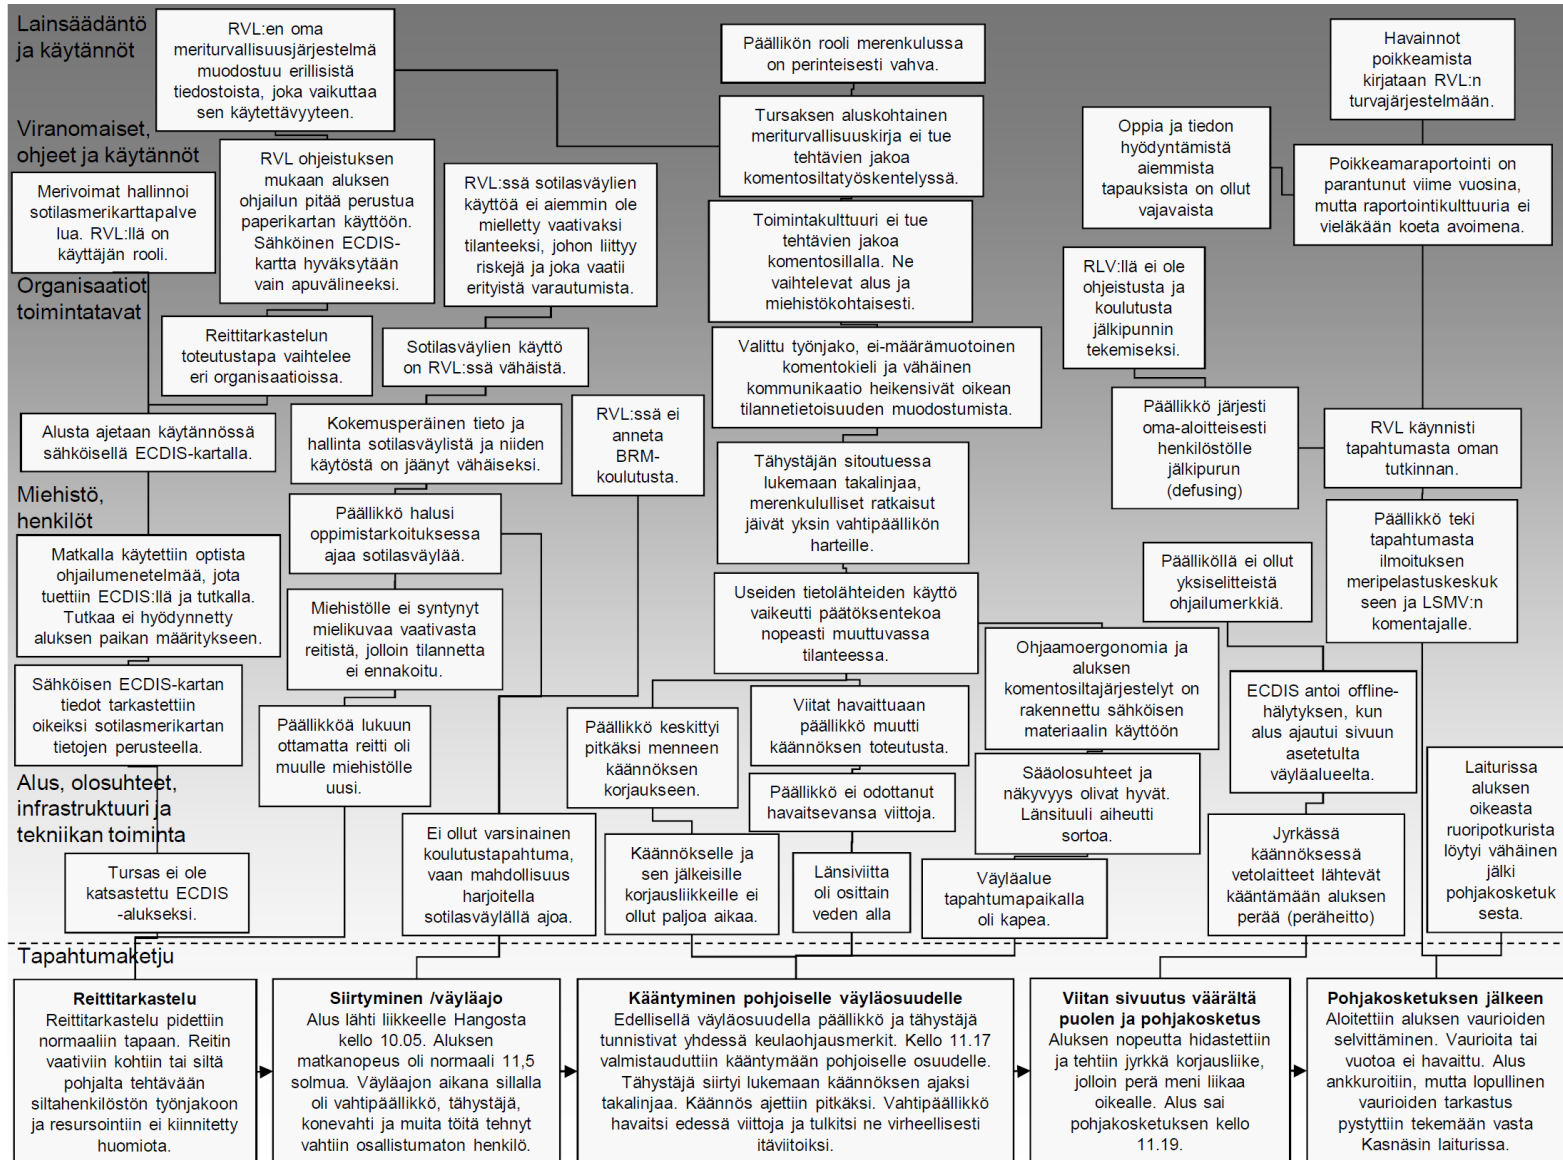 Lainsäädäntö
ja käytännöt
RVL:en oma
meriturvallisuusjärjestelmä
muodostuu erillisistä
tiedostoista, joka vaikuttaa
sen käytettävyyteen.
Päällikön rooli merenkulussa
on perinteisesti vahva.
Havainnot
poikkeamista
kirjataan RVL:n
turvajärjestelmään.
Viranomaiset,
ohjeet ja käytännöt
Tursaksen aluskohtainen
meriturvallisuuskirja ei tue
tehtävien jakoa
komentosiltatyöskentelyssä.
Oppia ja tiedon
hyödyntämistä
aiemmista
tapauksista on ollut
vajavaista
Poikkeamaraportointi on
parantunut viime vuosina,
mutta raportointikulttuuria ei
vieläkään koeta avoimena.
Merivoimat hallinnoi
sotilasmerikarttapalve
lua. RVL:llä on
käyttäjän rooli.
RVL ohjeistuksen
mukaan aluksen
ohjailun pitää perustua
paperikartan käyttöön.
Sähköinen ECDIS-
kartta hyväksytään
vain apuvälineeksi.
RVL:ssä sotilasväylien
käyttöä ei aiemmin ole
mielletty vaativaksi
tilanteeksi, johon liittyy
riskejä ja joka vaatii
erityistä varautumista.
Toimintakulttuuri ei tue
tehtävien jakoa
komentosillalla. Ne
vaihtelevat alus ja
miehistökohtaisesti.
RLV:llä ei ole
ohjeistusta ja
koulutusta
jälkipunnin
tekemiseksi.
Organisaatiot
toimintatavat
Reittitarkastelun
toteutustapa vaihtelee
eri organisaatioissa.
Sotilasväylien käyttö
on RVL:ssä vähäistä.
Valittu työnjako, ei-määrämuotoinen
komentokieli ja vähäinen
kommunikaatio heikensivät oikean
tilannetietoisuuden muodostumista.
Alusta ajetaan käytännössä
sähköisellä ECDIS-kartalla.
Kokemusperäinen tieto ja
hallinta sotilasväylistä ja niiden
käytöstä on jäänyt vähäiseksi.
RVL:ssä ei
anneta
BRM-
koulutusta.
Tähystäjän sitoutuessa
lukemaan takalinjaa,
merenkululliset ratkaisut
jäivät yksin vahtipäällikön
harteille.
Päällikkö järjesti
oma-aloitteisesti
henkilöstölle
jälkipurun
(defusing)
RVL käynnisti
tapahtumasta oman
tutkinnan.
Miehistö,
henkilöt
Päällikkö halusi
oppimistarkoituksessa
ajaa sotilasväylää.
Päällikkö teki
tapahtumasta
ilmoituksen
meripelastuskeskuk
seen ja LSMV:n
komentajalle.
Matkalla käytettiin optista
ohjailumenetelmää, jota
tuettiin ECDIS:llä ja tutkalla.
Tutkaa ei hyödynnetty
aluksen paikan määritykseen.
Miehistölle ei syntynyt
mielikuvaa vaativasta
reitistä, jolloin tilannetta
ei ennakoitu.
Useiden tietolähteiden käyttö
vaikeutti päätöksentekoa
nopeasti muuttuvassa
tilanteessa.
Päälliköllä ei ollut
yksiselitteistä
ohjailumerkkiä.
Ohjaamoergonomia ja
aluksen
komentosiltajärjestelyt on
rakennettu sähköisen
materiaalin käyttöön
Sähköisen ECDIS-kartan
tiedot tarkastettiin
oikeiksi sotilasmerikartan
tietojen perusteella.
Päällikköä lukuun
ottamatta reitti oli
muulle miehistölle
uusi.
Päällikkö keskittyi
pitkäksi menneen
käännöksen
korjaukseen.
Viitat havaittuaan
päällikkö muutti
käännöksen toteutusta.
ECDIS antoi offline-
hälytyksen, kun
alus ajautui sivuun
asetetulta
väyläalueelta.
Alus, olosuhteet,
infrastruktuuri ja
tekniikan toiminta
Päällikkö ei odottanut
havaitsevansa viittoja.
Sääolosuhteet ja
näkyvyys olivat hyvät.
Länsituuli aiheutti
sortoa.
Laiturissa
aluksen
oikeasta
ruoripotkurista
löytyi vähäinen
jälki
pohjakosketuk
sesta.
Tursas ei ole
katsastettu ECDIS
-alukseksi.
Ei ollut varsinainen
koulutustapahtuma,
vaan mahdollisuus
harjoitella
sotilasväylällä ajoa.
Käännökselle ja
sen jälkeisille
korjausliikkeille ei
ollut paljoa aikaa.
Länsiviitta
oli osittain
veden alla
Väyläalue
tapahtumapaikalla
oli kapea.
Jyrkässä
käännöksessä
vetolaitteet lähtevät
kääntämään aluksen
perää (peräheitto)
Tapahtumaketju
Reittitarkastelu
Reittitarkastelu pidettiin
normaaliin tapaan. Reitin
vaativiin kohtiin tai siltä
pohjalta tehtävään
siltahenkilöstön työnjakoon
ja resursointiin ei kiinnitetty
huomiota.
Siirtyminen /väyläajo
Alus lähti liikkeelle Hangosta
kello 10.05. Aluksen
matkanopeus oli normaali 11,5
solmua. Väyläajon aikana sillalla
oli vahtipäällikkö, tähystäjä,
konevahti ja muita töitä tehnyt
vahtiin osallistumaton henkilö.
Kääntyminen pohjoiselle väyläosuudelle
Edellisellä väyläosuudella päällikkö ja tähystäjä
tunnistivat yhdessä keulaohjausmerkit. Kello 11.17
valmistauduttiin kääntymään pohjoiselle osuudelle.
Tähystäjä siirtyi lukemaan käännöksen ajaksi
takalinjaa. Käännös ajettiin pitkäksi. Vahtipäällikkö
havaitsi edessä viittoja ja tulkitsi ne virheellisesti
itäviitoiksi.
Viitan sivuutus väärältä
puolen ja pohjakosketus
Aluksen nopeutta hidastettiin
ja tehtiin jyrkkä korjausliike,
jolloin perä meni liikaa
oikealle. Alus sai
pohjakosketuksen kello
11.19.
Pohjakosketuksen jälkeen
Aloitettiin aluksen vaurioiden
selvittäminen. Vaurioita tai
vuotoa ei havaittu. Alus
ankkuroitiin, mutta lopullinen
vaurioiden tarkastus
pystyttiin tekemään vasta
Kasnäsin laiturissa.